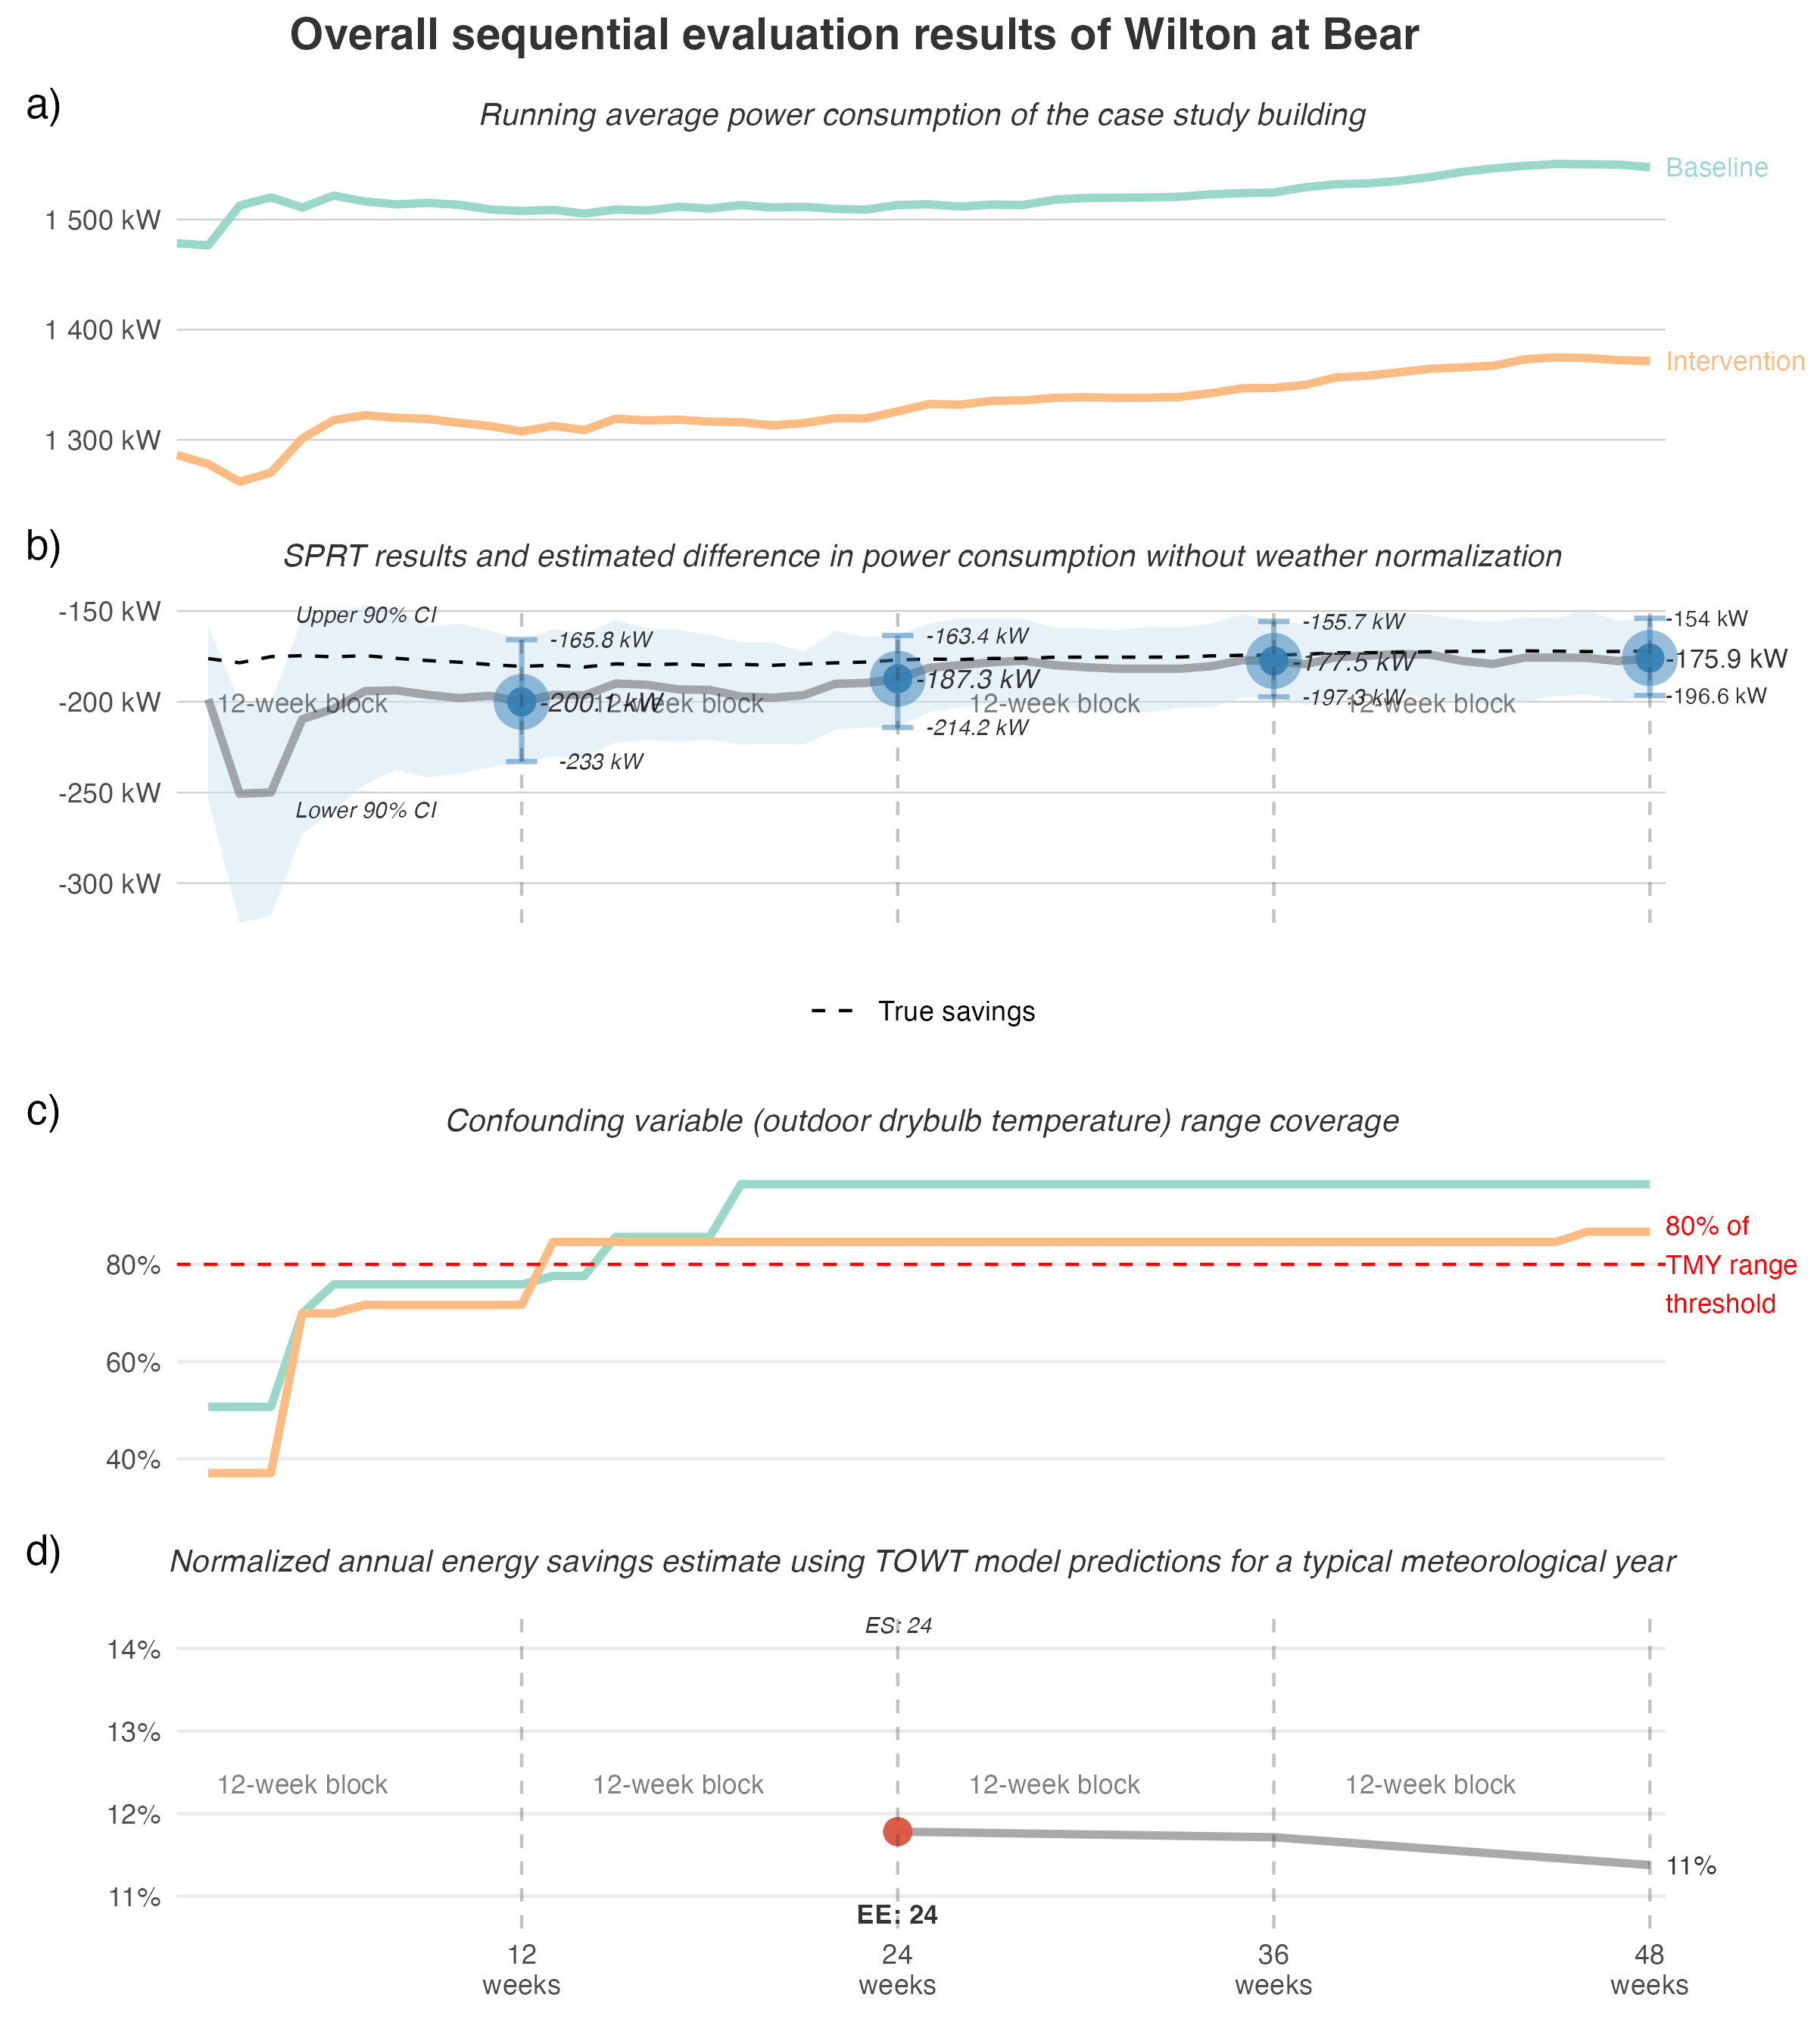 Overall sequential evaluation results of Wilton at Bear
a)
Running average power consumption of the case study building
Baseline
1 500 kW
1 400 kW
Intervention
1 300 kW
b)
SPRT results and estimated difference in power consumption without weather normalization
-150 kW
Upper 90% CI
-165.8 kW
-163.4 kW
-155.7 kW
-154 kW
-187.3 kW
-177.5 kW
-175.9 kW
-200 kW
12-week block
-200.1 kW
12-week block
12-week block
-197.3 kW
12-week block
-196.6 kW
-214.2 kW
-233 kW
-250 kW
Lower 90% CI
-300 kW
True savings
c)
Confounding variable (outdoor drybulb temperature) range coverage
80%
60%
40%
80% of
TMY range
threshold
d)
Normalized annual energy savings estimate using TOWT model predictions for a typical meteorological year
ES: 24
14%
13%
12-week block
12-week block
12-week block
12-week block
12%
11%
11%
EE: 24
12
weeks
24
weeks
36
weeks
48
weeks